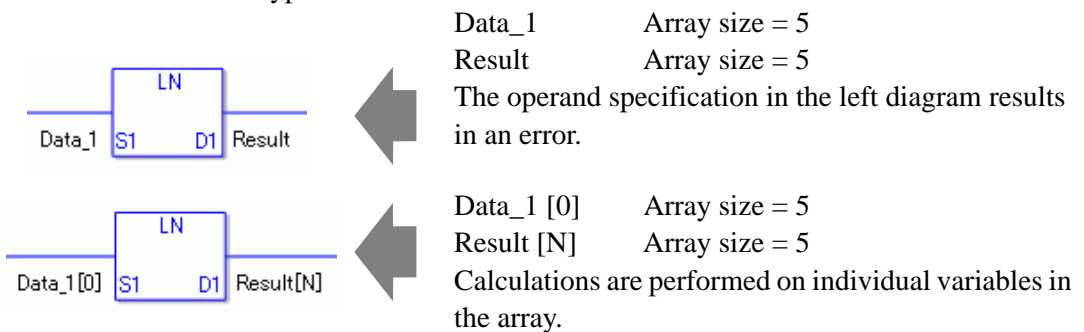 Data_1 Array size = 5
Result Array size = 5
The operand specification in the left diagram results
in an error.
LN
Data_1 S1 D1 Result
Data_1 [0] Array size = 5
Result [N] Array size = 5
Calculations are performed on individual variables in
the array.
LN
Data_1[0] S1 D1 Result[N]